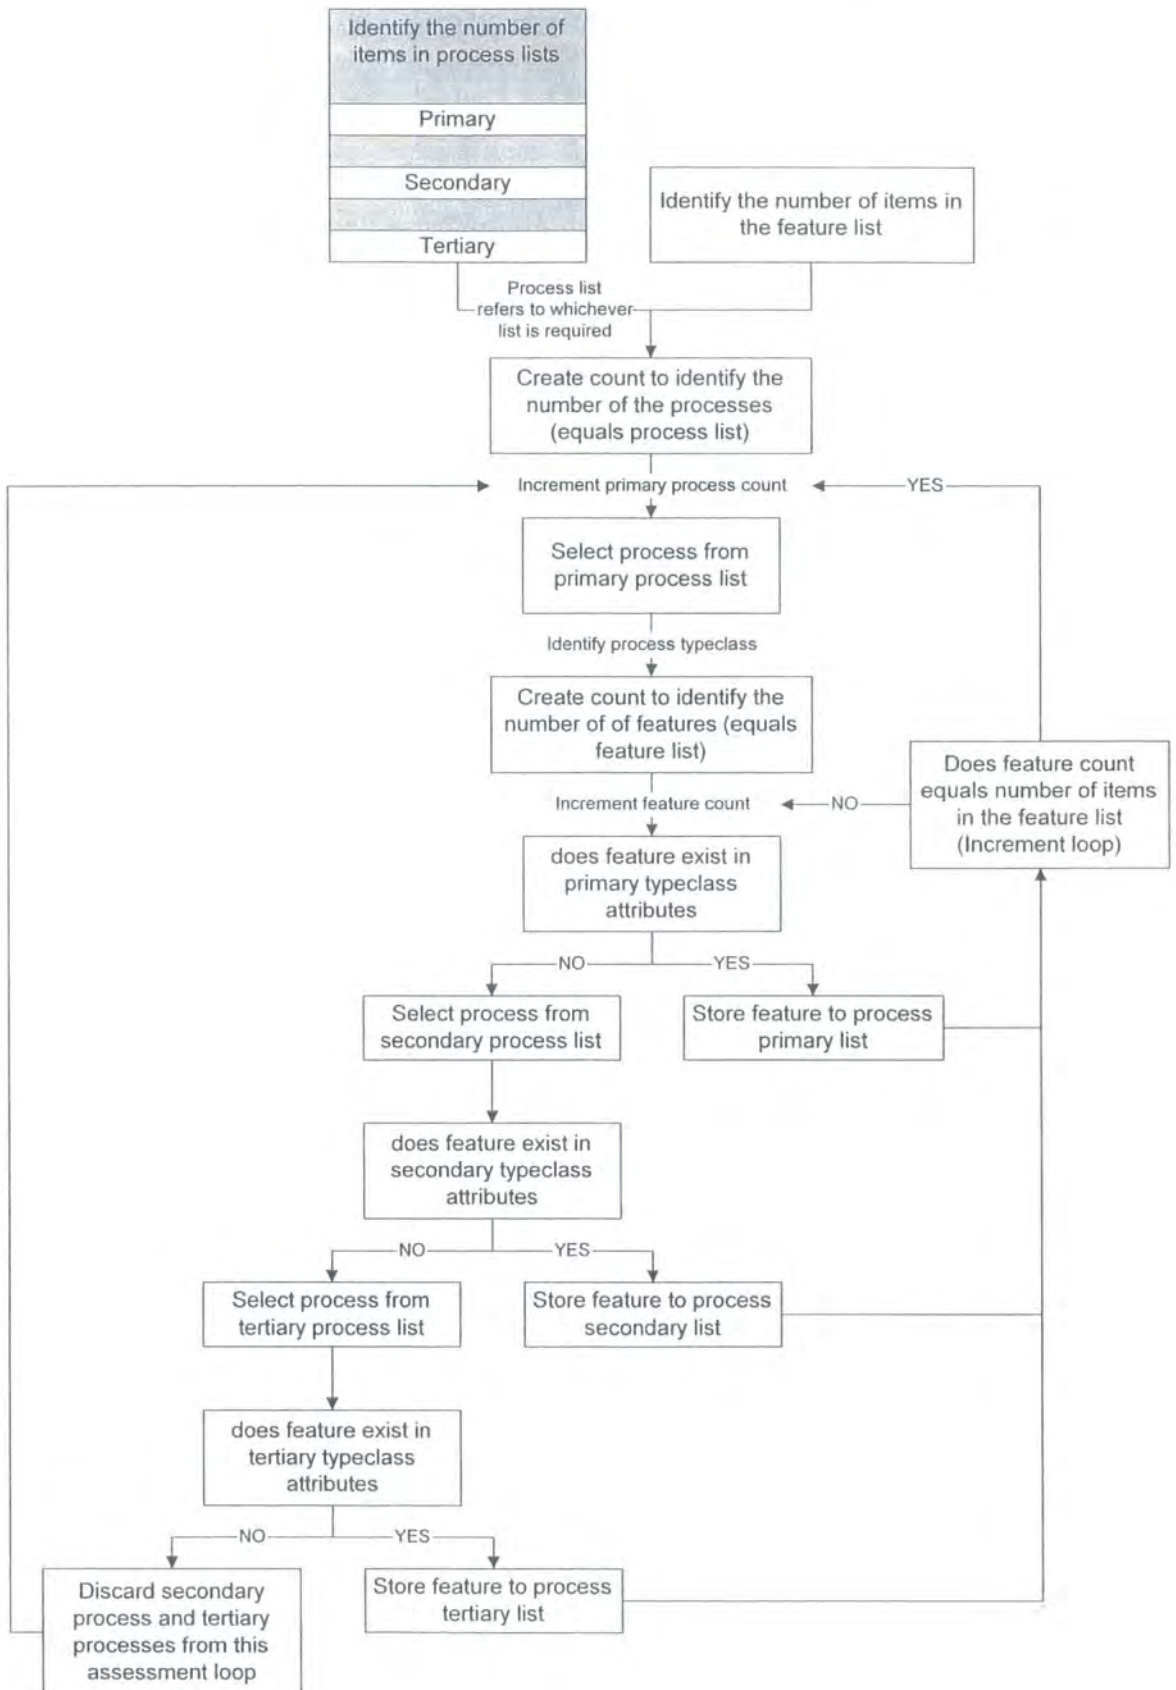 Identify the number of
items in process lists
Primary
Secondary
Tertiary
Identify the number of items in
the feature list
Process list
refers to whichever
list is required
Create count to identify the
number of the processes
(equals process list)
Increment primary process count
YES
Select process from
primary process list
Identify process typeclass
Create count to identify the
number of of features (equals
feature list)
Does feature count
equals number of items
in the feature list
(Increment loop)
Increment feature count
NO
does feature exist in
primary typeclass
attributes
NO
YES
Select process from
secondary process list
Store feature to process
primary list
does feature exist in
secondary typeclass
attributes
NO
YES
Select process from
tertiary process list
Store feature to process
secondary list
does feature exist in
tertiary typeclass
attributes
NO
YES
Discard secondary
process and tertiary
processes from this
assessment loop
Store feature to process
tertiary list